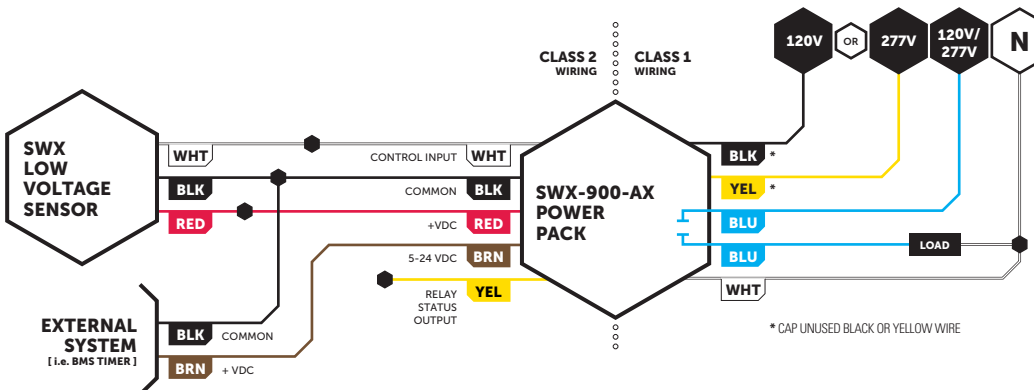 120V
OR
277V
120V/
277V
N
CLASS 2
WIRING
CLASS 1
WIRING
SWX
LOW
VOLTAGE
SENSOR
WHT
BLK
RED
CONTROL INPUT
WHT
COMMON
BLK
+VDC
RED
5-24 VDC
BRN
RELAY
STATUS
OUTPUT
YEL
SWX-900-AX
POWER
PACK
BLK *
YEL *
BLU
BLU
LOAD
WHT
EXTERNAL
SYSTEM
[ i.e. BMS TIMER ]
BLK
COMMON
BRN
+ VDC
* CAP UNUSED BLACK OR YELLOW WIRE